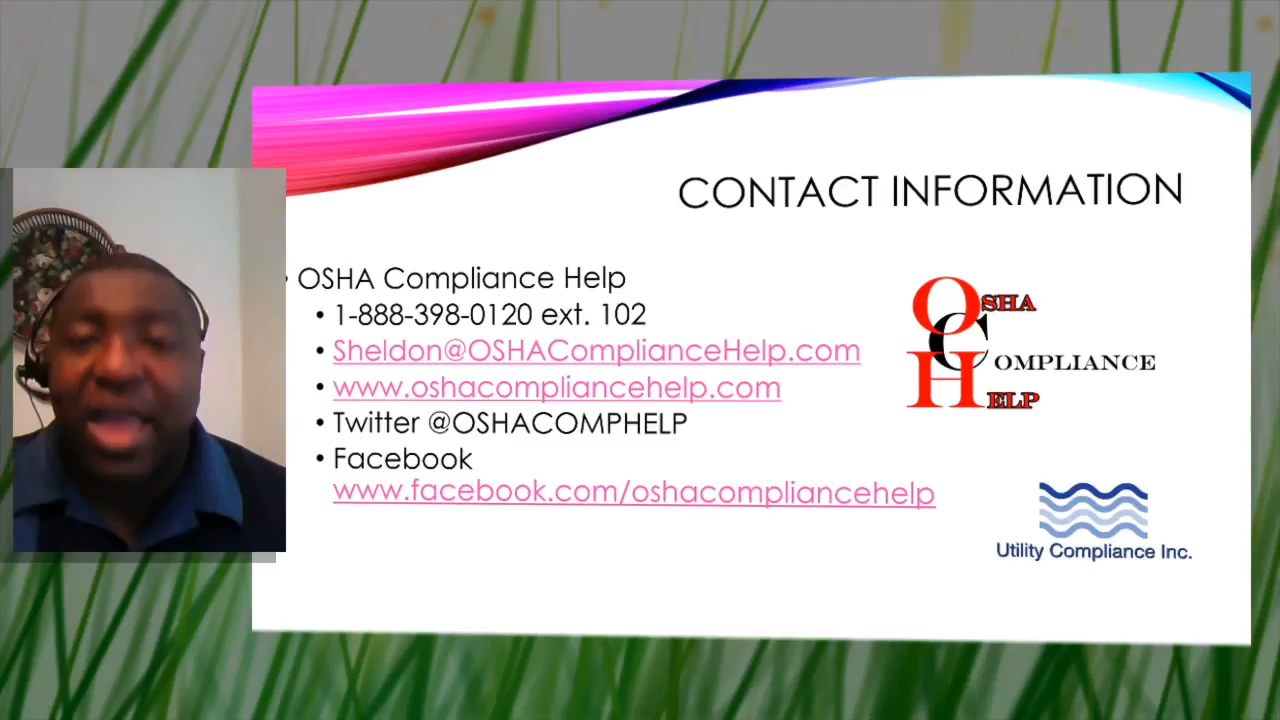 CONTACT INFORMATION
• OSHA Compliance Help
• 1-888-398-0120 ext. 102
• Sheldon@OSHAComplianceHelp.com
• www.oshacompliancehelp.com
• Twitter @OSHACOMPHELP
• Facebook
www.facebook.com/oshacompliancehelp
OSHA
COMPLIANCE
HELP
Utility Compliance Inc.